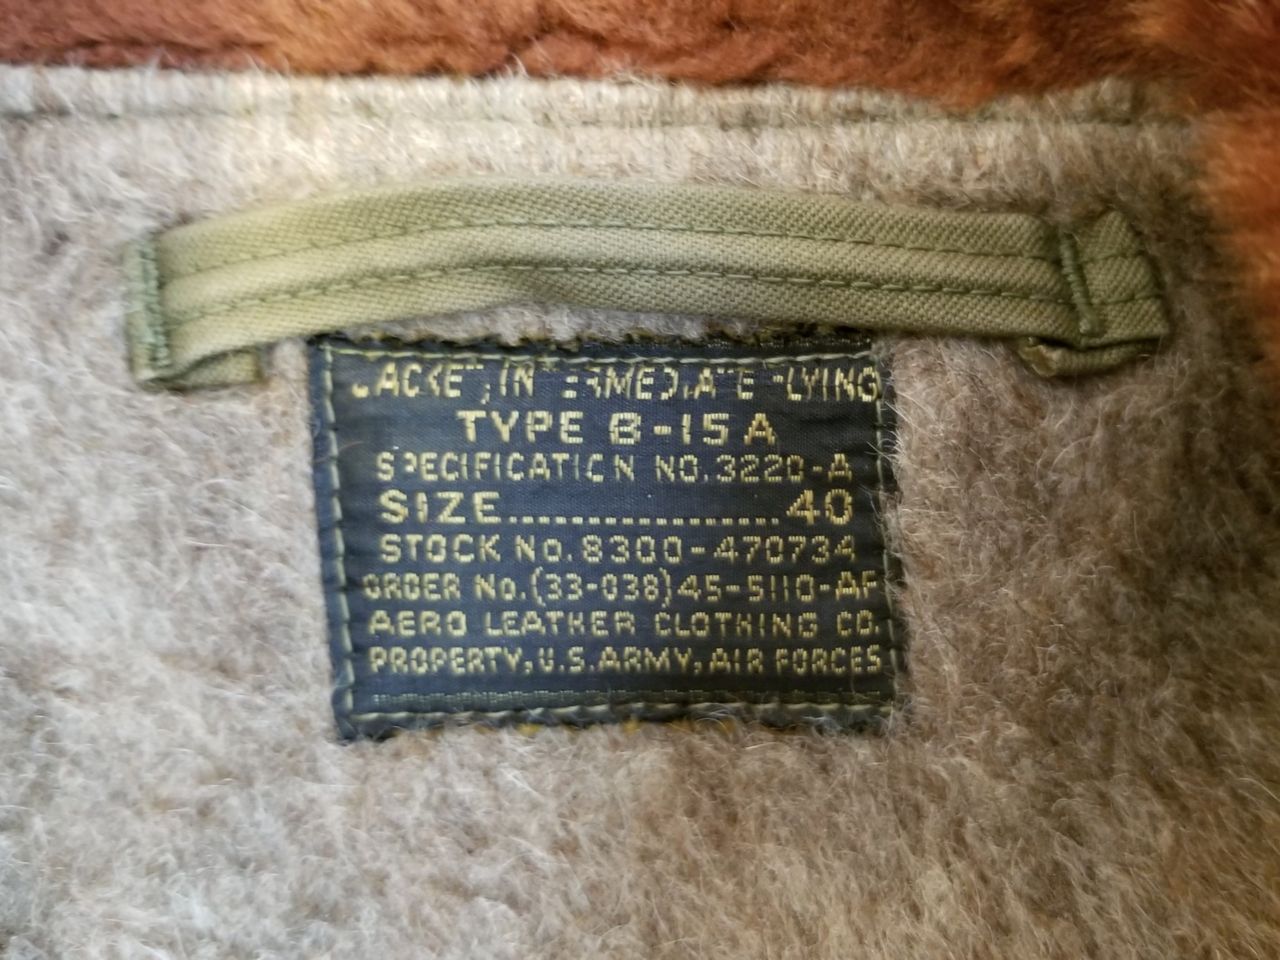 JACKET, INTERMEDIATE FLYING
TYPE B-15A
SPECIFICATION NO. 3220-A
SIZE.................40
STOCK No. 8300-470734
ORDER No. (33-038) 45-5110-AF
AERO LEATHER CLOTHING CO.
PROPERTY, U.S. ARMY, AIR FORCES